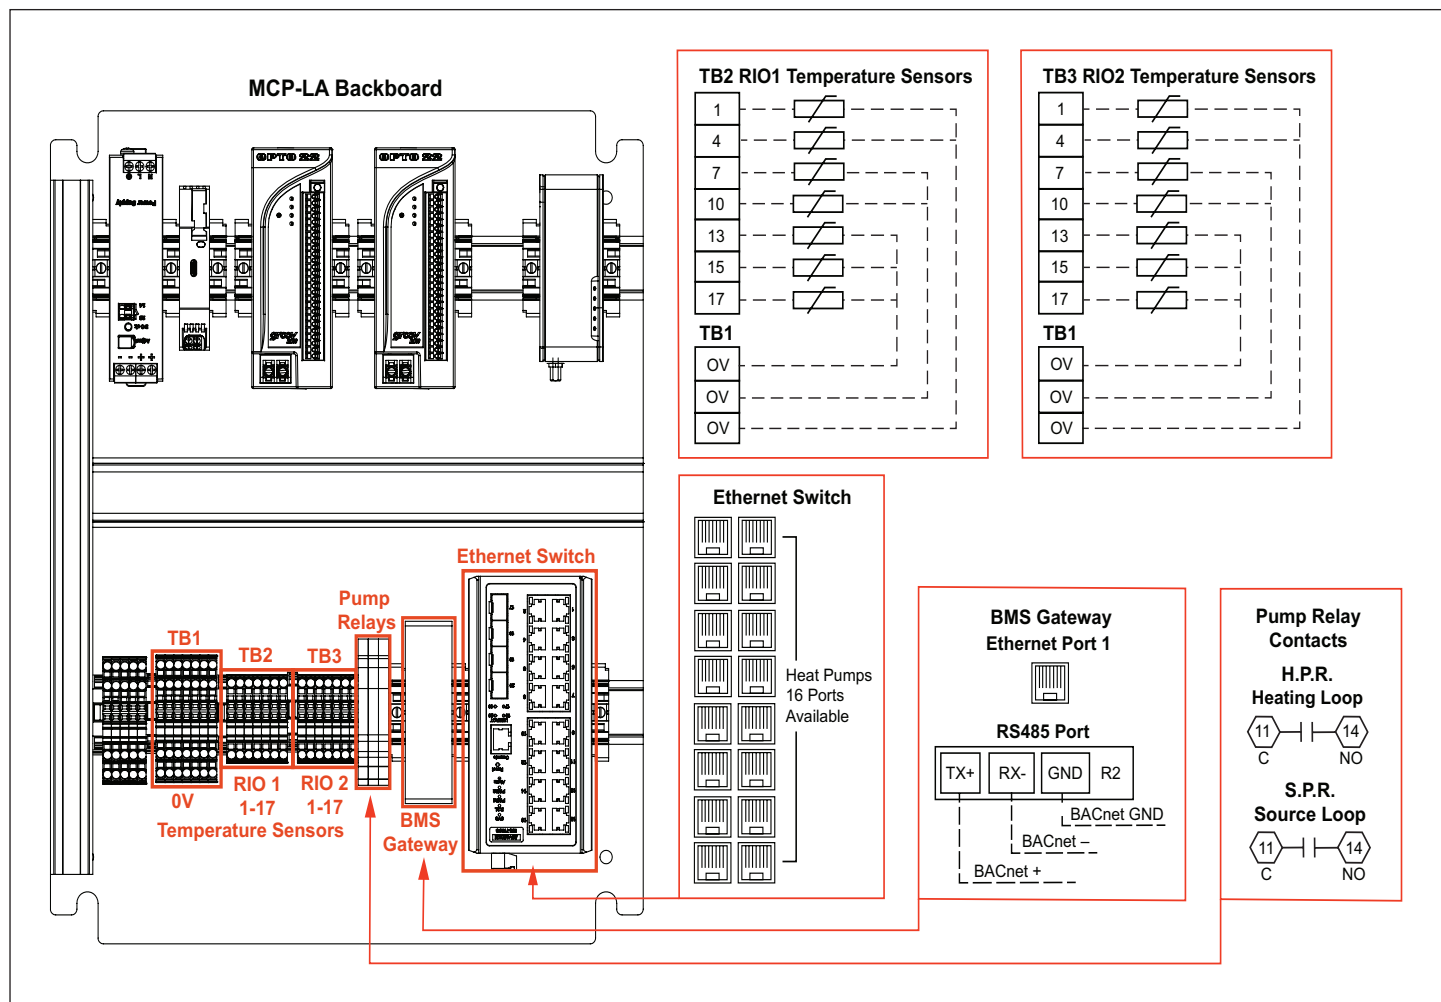 MCP-LA Backboard
N L
Power Supply
OPTO 22
OPTO 22
groov
groov
- - + +
TB2 RIO1 Temperature Sensors
1
4
7
10
13
15
17
TB1
OV
OV
OV
TB3 RIO2 Temperature Sensors
1
4
7
10
13
15
17
TB1
OV
OV
OV
Ethernet Switch
Pump
Relays
TB1
TB2
TB3
0V
RIO 1
1-17
RIO 2
1-17
Temperature Sensors
BMS
Gateway
Ethernet Switch
Heat Pumps
16 Ports
Available
BMS Gateway
Ethernet Port 1
RS485 Port
TX+
RX-
GND
R2
BACnet GND
BACnet –
BACnet +
Pump Relay
Contacts
H.P.R.
Heating Loop
11
14
C
NO
S.P.R.
Source Loop
11
14
C
NO